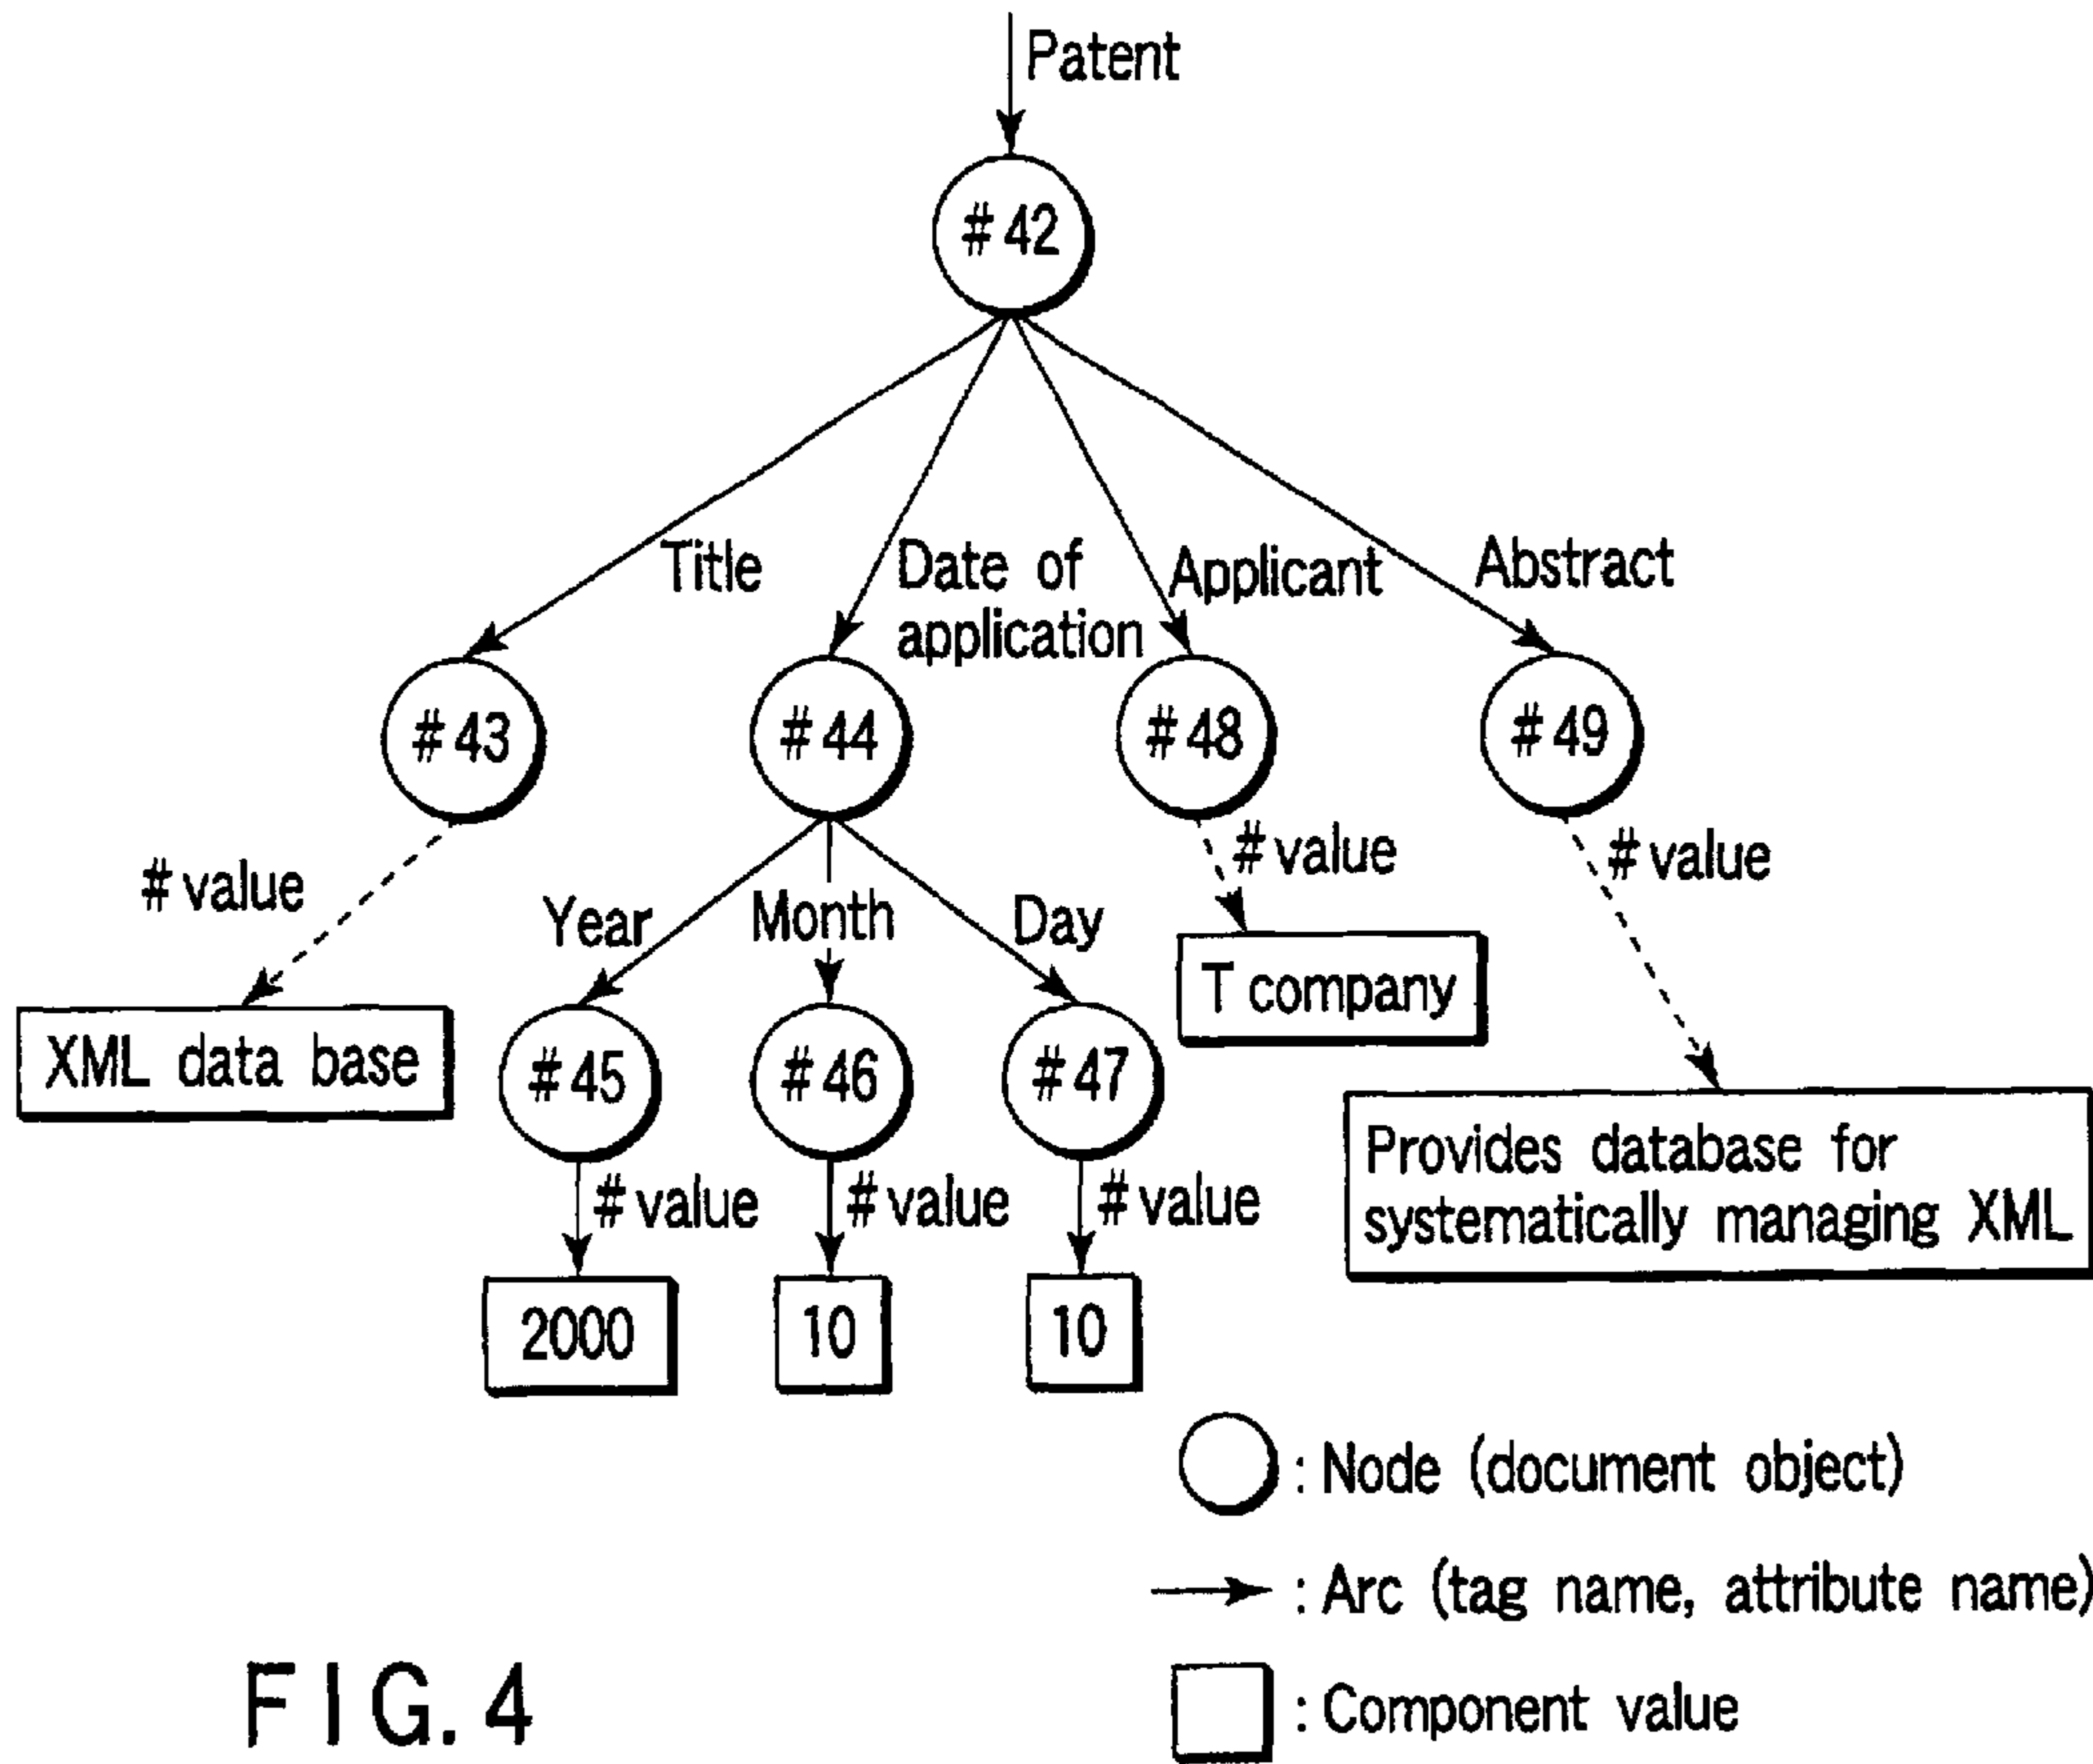 Patent
#42
Title
Date of
application
Applicant
Abstract
#43
#44
#48
#49
#value
Year
Month
Day
#value
#value
XML data base
#45
#46
#47
T company
Provides database for
systematically managing XML
#value
#value
#value
2000
10
10
: Node (document object)
: Arc (tag name, attribute name)
: Component value
FIG. 4